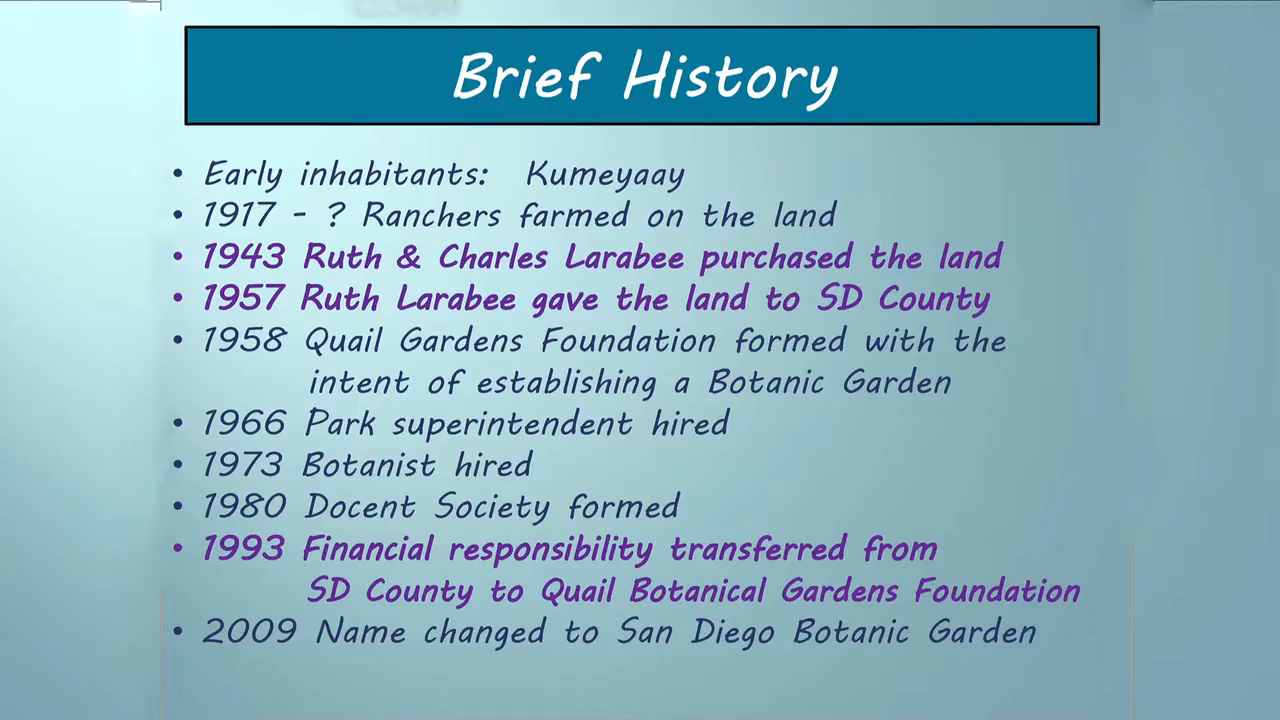 Brief History
• Early inhabitants: Kumeyaay
• 1917 - ? Ranchers farmed on the land
• 1943 Ruth & Charles Larabee purchased the land
• 1957 Ruth Larabee gave the land to SD County
• 1958 Quail Gardens Foundation formed with the
intent of establishing a Botanic Garden
• 1966 Park superintendent hired
• 1973 Botanist hired
• 1980 Docent Society formed
• 1993 Financial responsibility transferred from
SD County to Quail Botanical Gardens Foundation
• 2009 Name changed to San Diego Botanic Garden